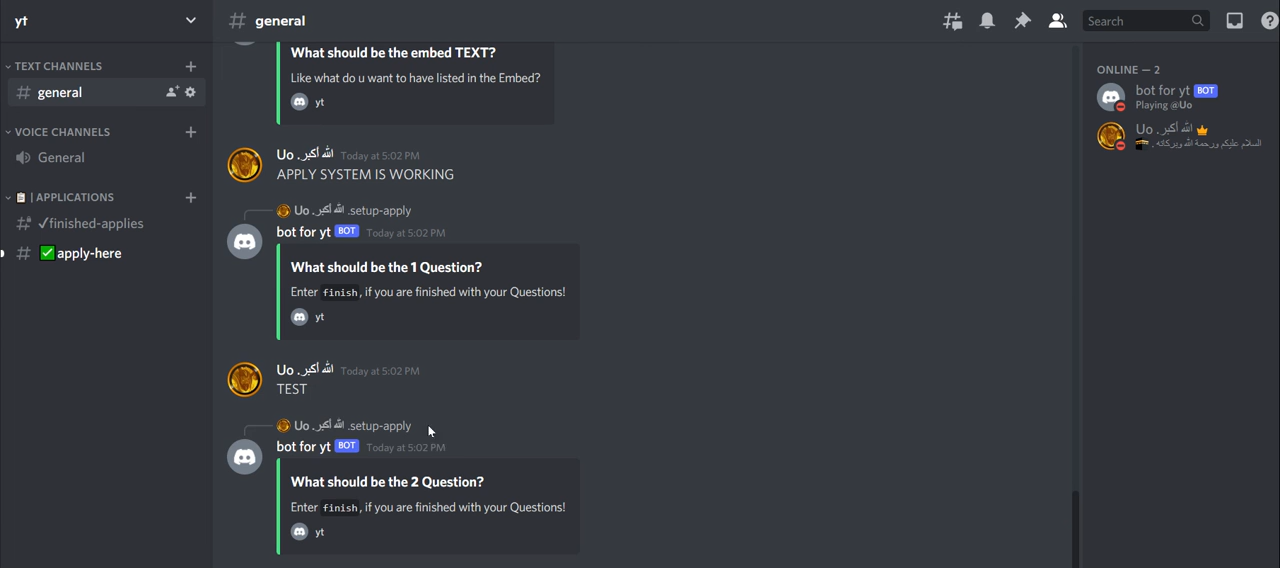 yt
general
Search
TEXT CHANNELS
general
VOICE CHANNELS
General
📋 | APPLICATIONS
✓finished-applies
✅apply-here
What should be the embed TEXT?
Like what do u want to have listed in the Embed?
yt
Uo . الله أكبر Today at 5:02 PM
APPLY SYSTEM IS WORKING
Uo . الله أكبر .setup-apply
bot for yt BOT Today at 5:02 PM
What should be the 1 Question?
Enter finish, if you are finished with your Questions!
yt
Uo . الله أكبر Today at 5:02 PM
TEST
Uo . الله أكبر .setup-apply
bot for yt BOT Today at 5:02 PM
What should be the 2 Question?
Enter finish, if you are finished with your Questions!
yt
ONLINE — 2
bot for yt BOT
Playing @Uo
Uo . الله أكبر
السلام عليكم ورحمة الله وبركاته .